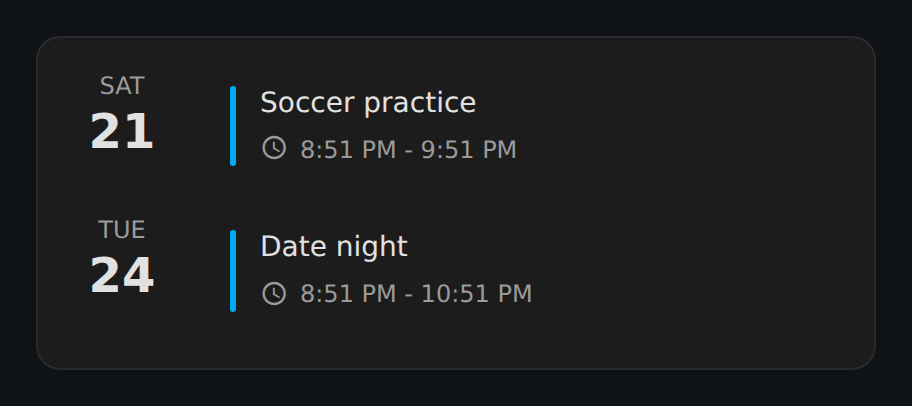 SAT
21
Soccer practice
8:51 PM - 9:51 PM
TUE
24
Date night
8:51 PM - 10:51 PM